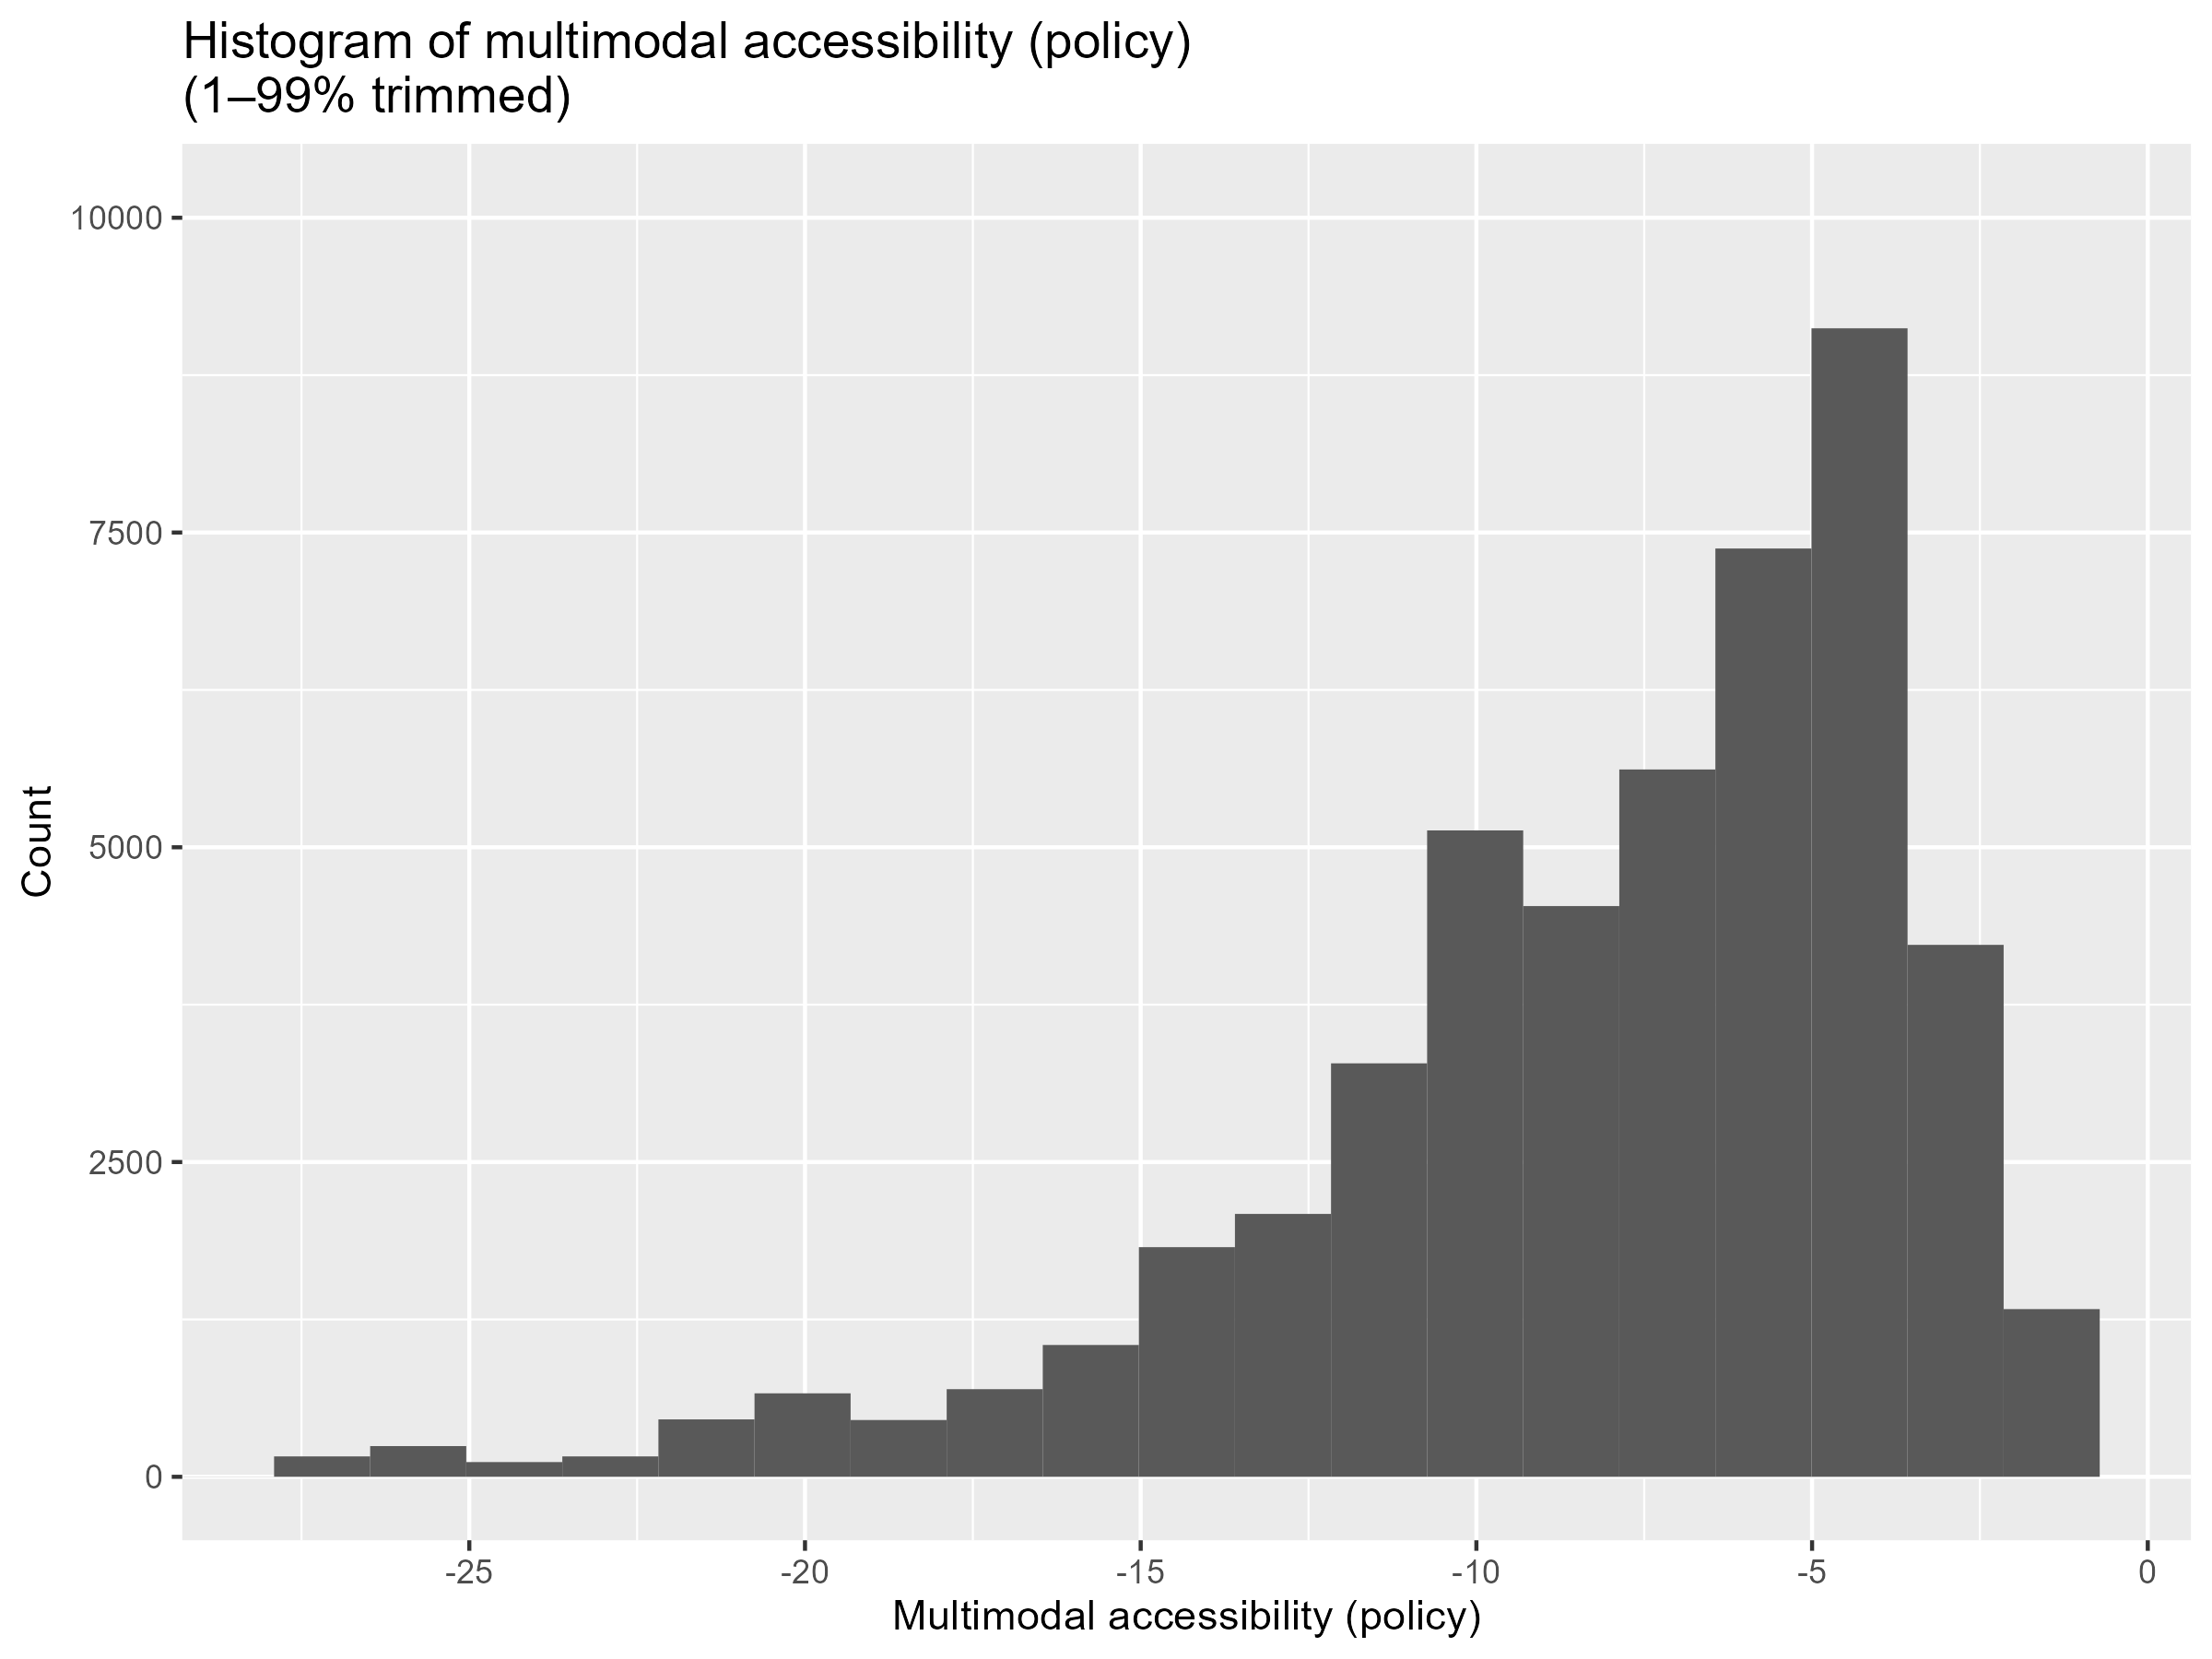 Histogram of multimodal accessibility (policy)
(1–99% trimmed)
10000
7500
5000
2500
0
Count
-25
-20
-15
-10
-5
0
Multimodal accessibility (policy)